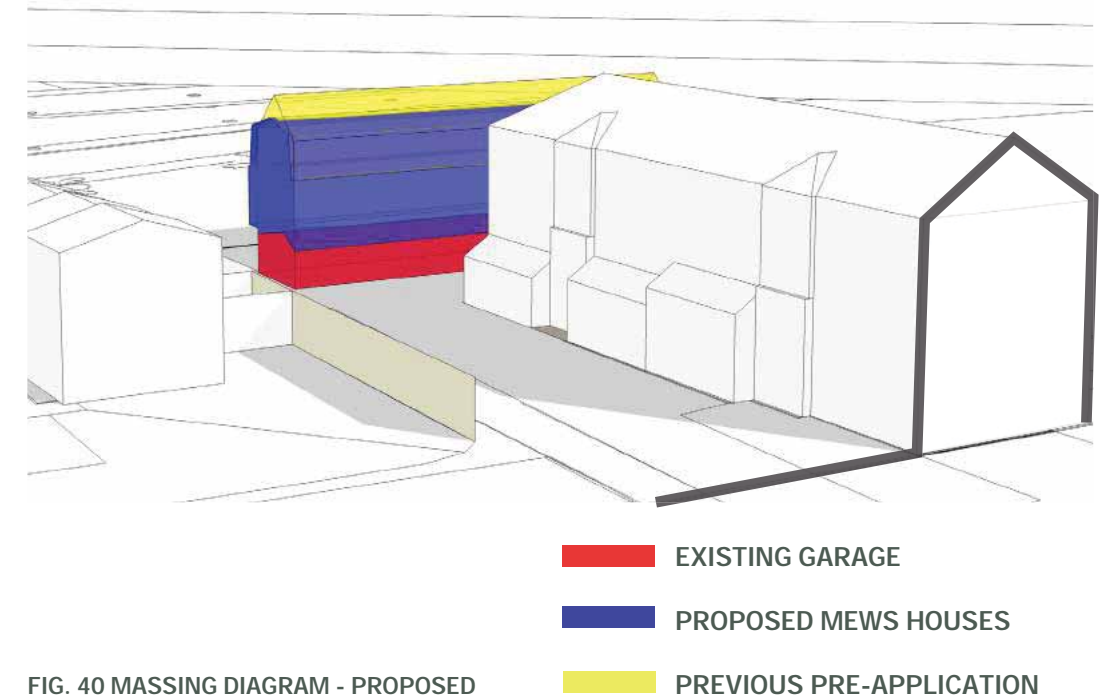 EXISTING GARAGE
PROPOSED MEWS HOUSES
PREVIOUS PRE-APPLICATION
FIG. 40 MASSING DIAGRAM - PROPOSED